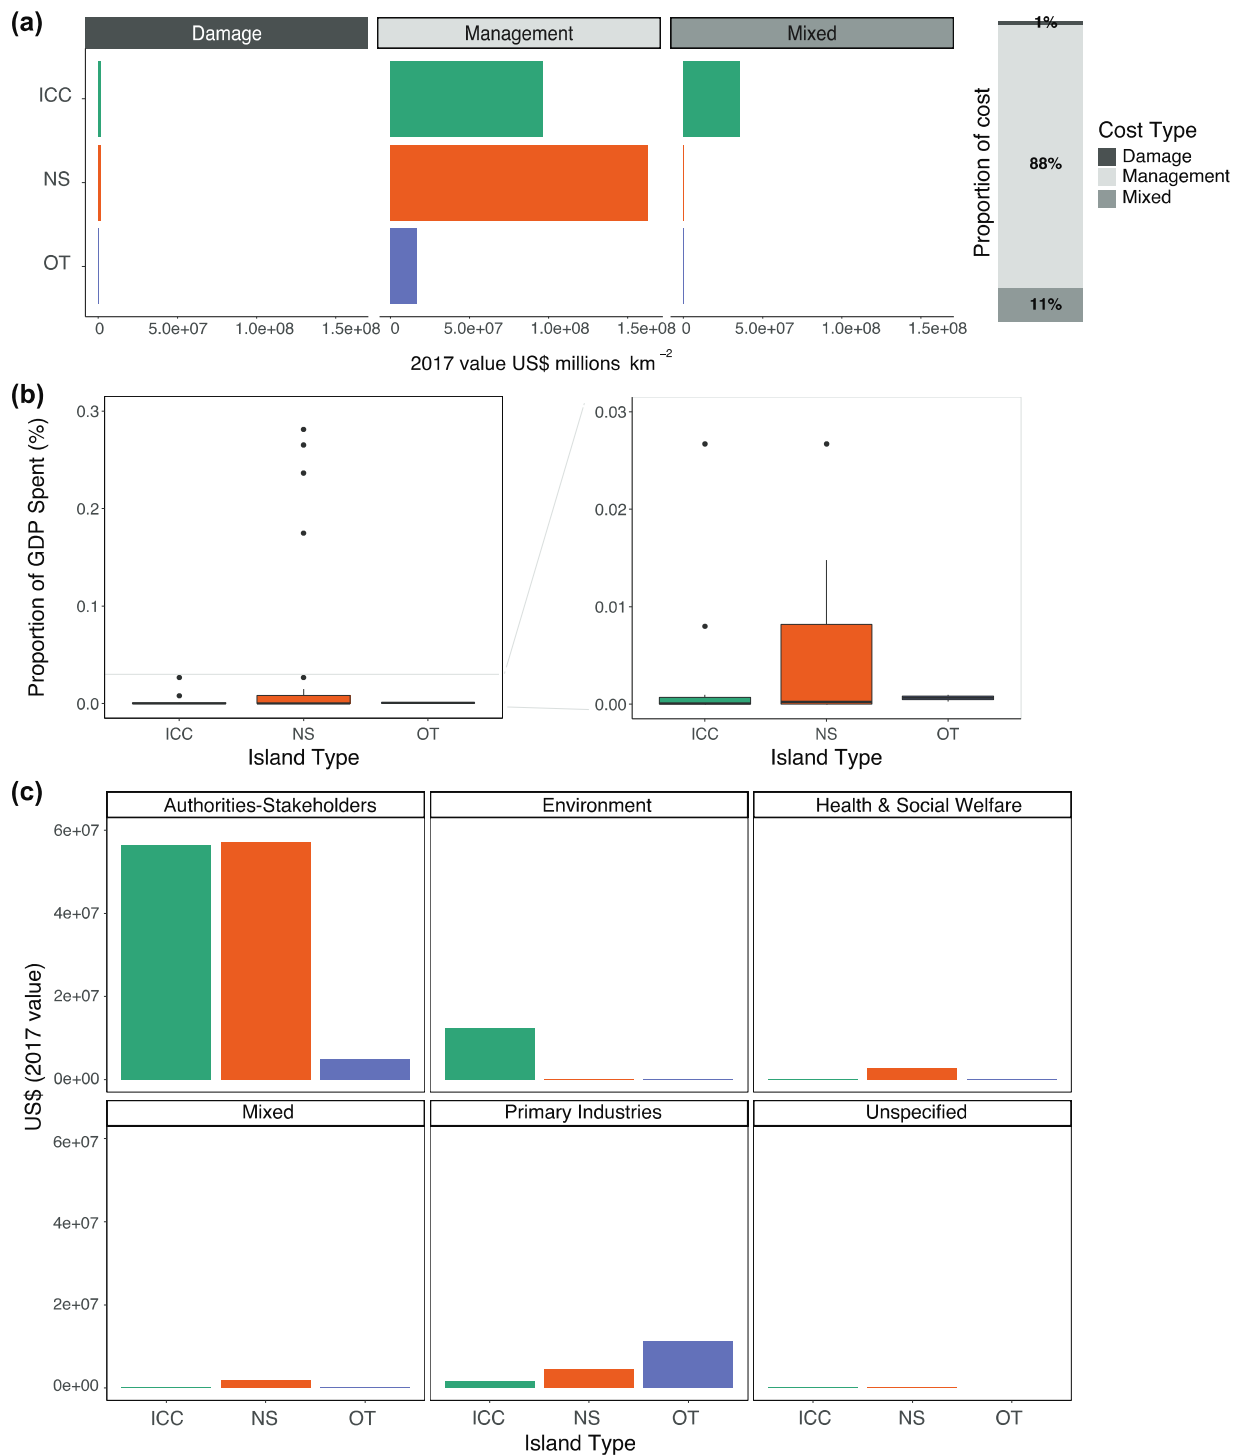 (a)
Damage Management Mixed
ICC
NS
OT
0 5.0e+07 1.0e+08 1.5e+08 0 5.0e+07 1.0e+08 1.5e+08 0 5.0e+07 1.0e+08 1.5e+08
2017 value US$ millions km⁻²
Proportion of cost
1%
88%
11%
Cost Type
Damage
Management
Mixed
(b)
Proportion of GDP Spent (%)
0.3
0.2
0.1
0.0
ICC NS OT
Island Type
0.03
0.02
0.01
0.00
ICC NS OT
Island Type
(c)
US$ (2017 value)
Authorities-Stakeholders Environment Health & Social Welfare
6e+07
4e+07
2e+07
0e+00
Mixed Primary Industries Unspecified
6e+07
4e+07
2e+07
0e+00
ICC NS OT ICC NS OT ICC NS OT
Island Type